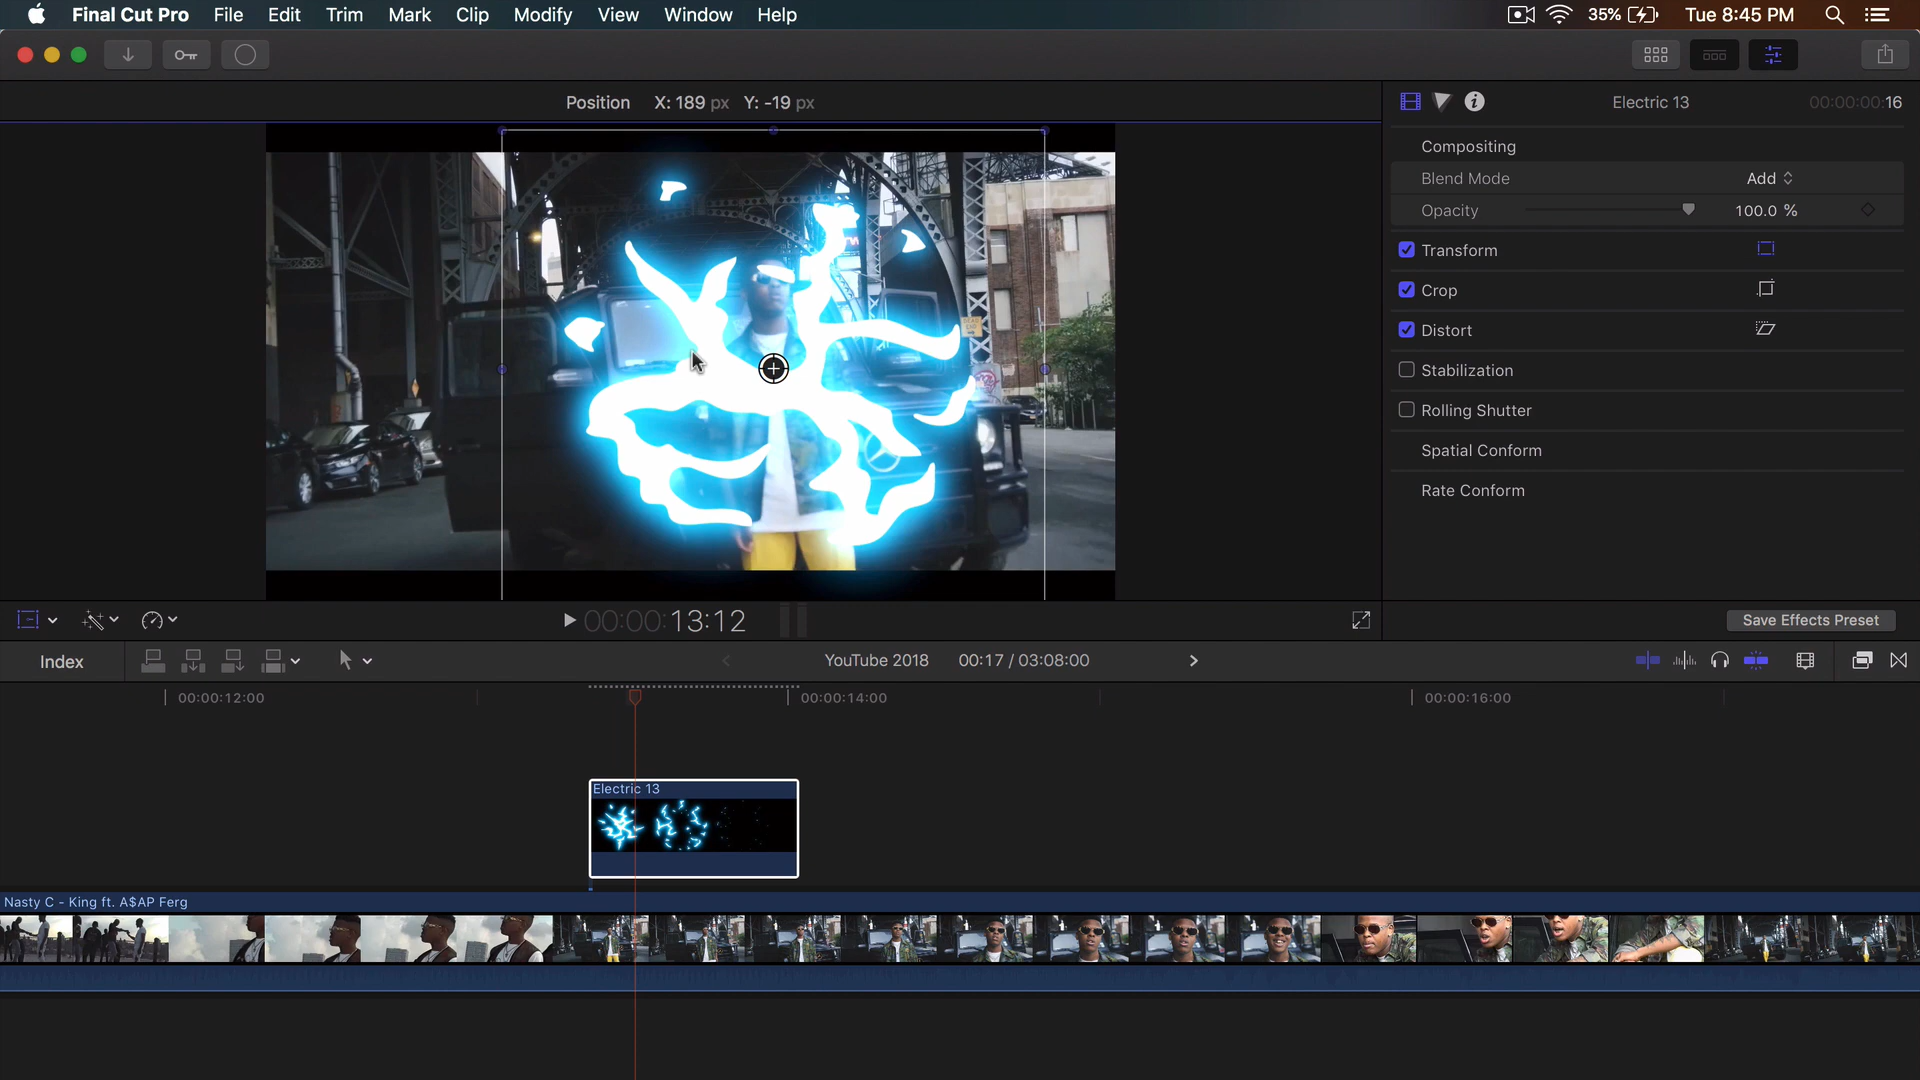 Final Cut Pro File Edit Trim Mark Clip Modify View Window Help 35% Tue 8:45 PM
Position X: 189 px Y: -19 px
Electric 13 00:00:00:16
Compositing
Blend Mode Add
Opacity 100.0 %
Transform
Crop
Distort
Stabilization
Rolling Shutter
Spatial Conform
Rate Conform
00:00:13:12
Save Effects Preset
Index YouTube 2018 00:17 / 03:08:00
00:00:12:00 00:00:14:00 00:00:16:00
Electric 13
Nasty C - King ft. A$AP Ferg